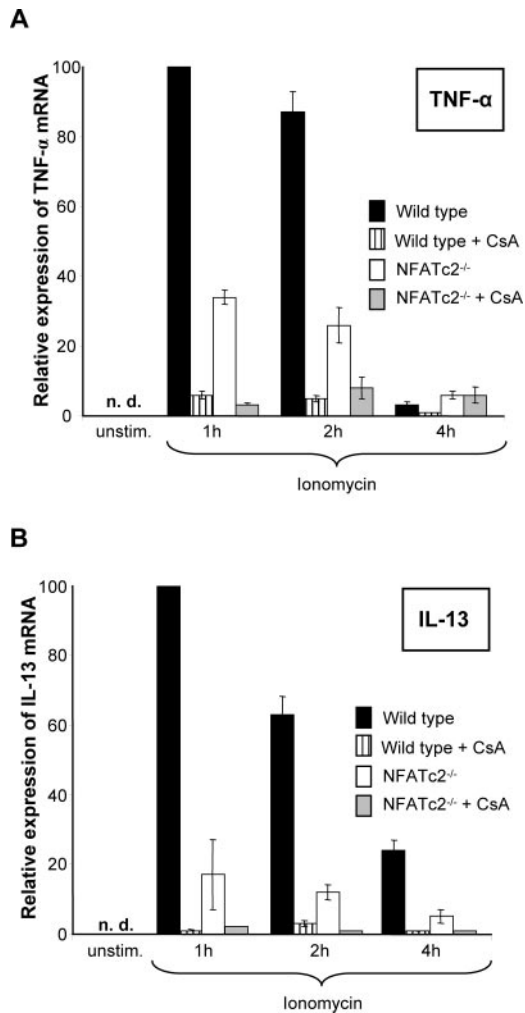 A
Relative expression of TNF-α mRNA
100
80
60
40
20
0
TNF-α
Wild type
Wild type + CsA
NFATc2-/-
NFATc2-/- + CsA
n. d.
unstim. 1h 2h 4h
Ionomycin
B
Relative expression of IL-13 mRNA
100
80
60
40
20
0
IL-13
Wild type
Wild type + CsA
NFATc2-/-
NFATc2-/- + CsA
n. d.
unstim. 1h 2h 4h
Ionomycin